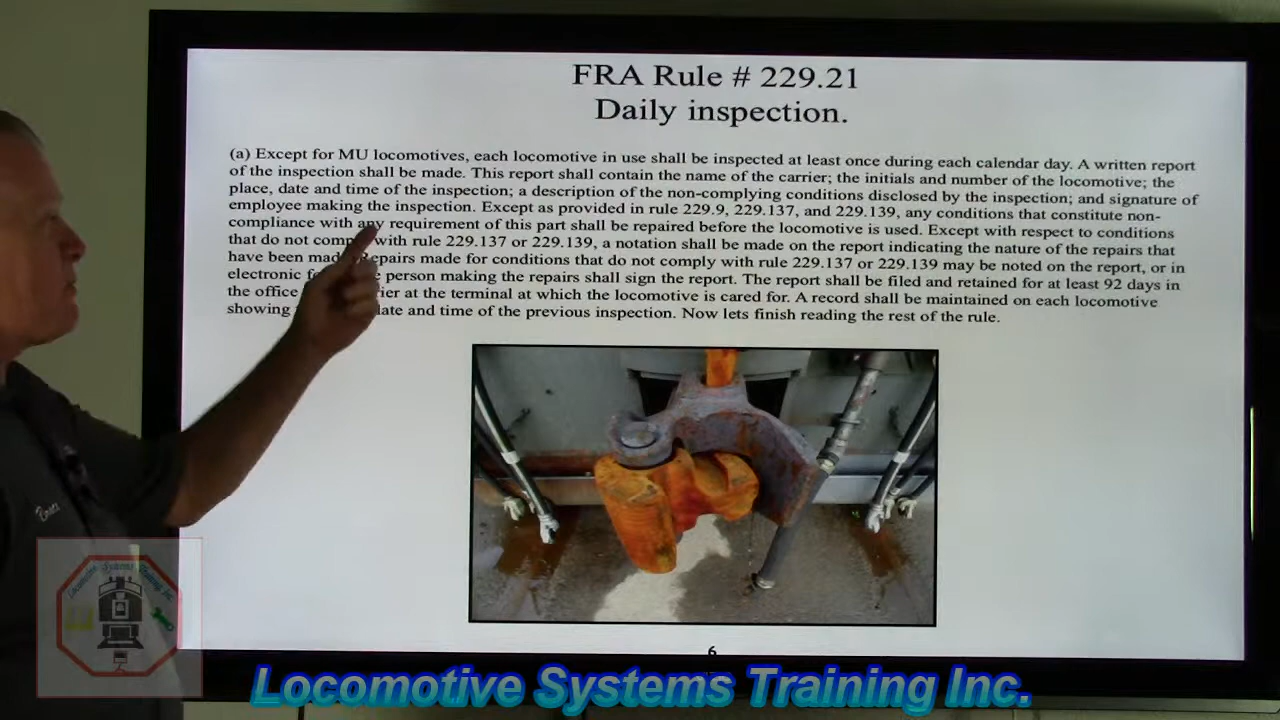 FRA Rule # 229.21
Daily inspection.
(a) Except for MU locomotives, each locomotive in use shall be inspected at least once during each calendar day. A written report
of the inspection shall be made. This report shall contain the name of the carrier; the initials and number of the locomotive; the
place, date and time of the inspection; a description of the non-complying conditions disclosed by the inspection; and signature of
employee making the inspection. Except as provided in rule 229.9, 229.137, and 229.139, any conditions that constitute non-
compliance with any requirement of this part shall be repaired before the locomotive is used. Except with respect to conditions
that do not comp with rule 229.137 or 229.139, a notation shall be made on the report indicating the nature of the repairs that
have been mad Repairs made for conditions that do not comply with rule 229.137 or 229.139 may be noted on the report, or in
electronic fo person making the repairs shall sign the report. The report shall be filed and retained for at least 92 days in
the office rier at the terminal at which the locomotive is cared for. A record shall be maintained on each locomotive
showing date and time of the previous inspection. Now lets finish reading the rest of the rule.
6
Locomotive Systems Training Inc.
Locomotive Systems Training Inc.